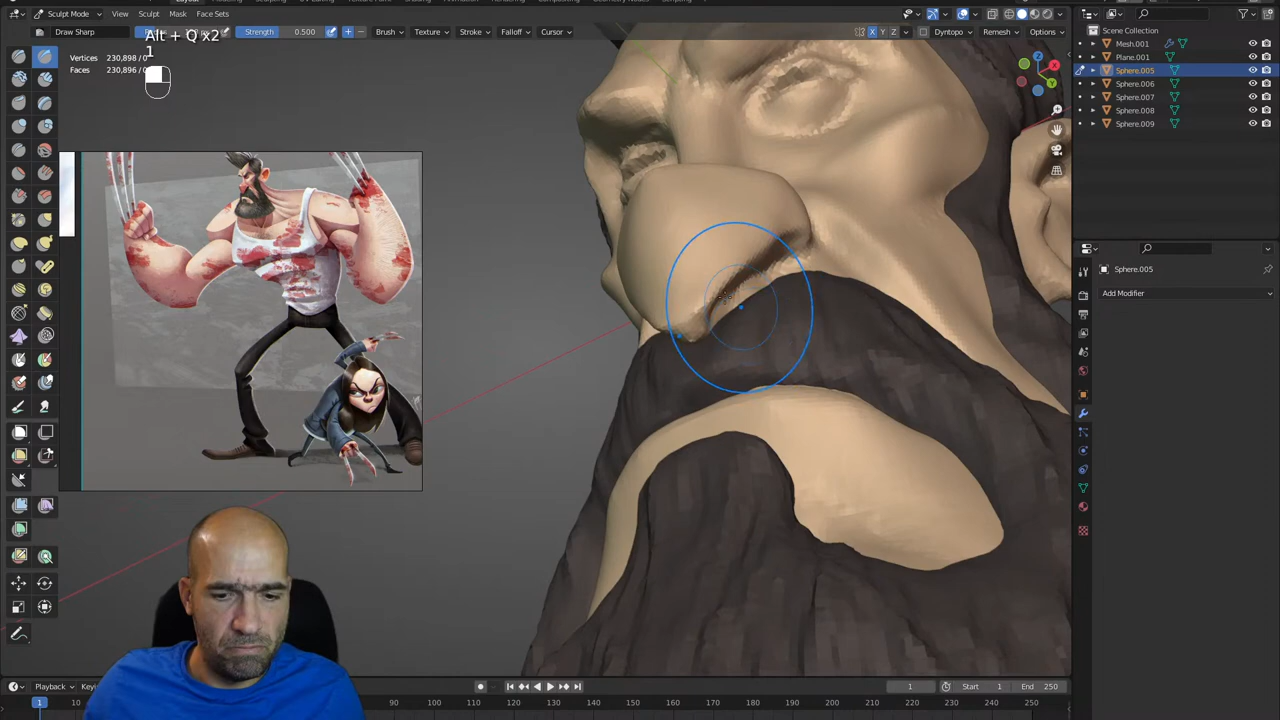 Sculpt Mode View Sculpt Mask Face Sets
Alt + Q x2
Draw Sharp Strength 0.500 Brush Texture Stroke Falloff Cursor X Y Z Dyntopo Remesh Options
1
Vertices 230,898 / 0
Faces 230,896 / 0
Scene Collection
Mesh.001
Plane.001
Sphere.005
Sphere.006
Sphere.007
Sphere.008
Sphere.009
Sphere.005
Add Modifier
Playback
1 Start 1 End 250
1 10 90 100 110 120 130 140 150 160 170 180 190 200 210 220 230 240 250